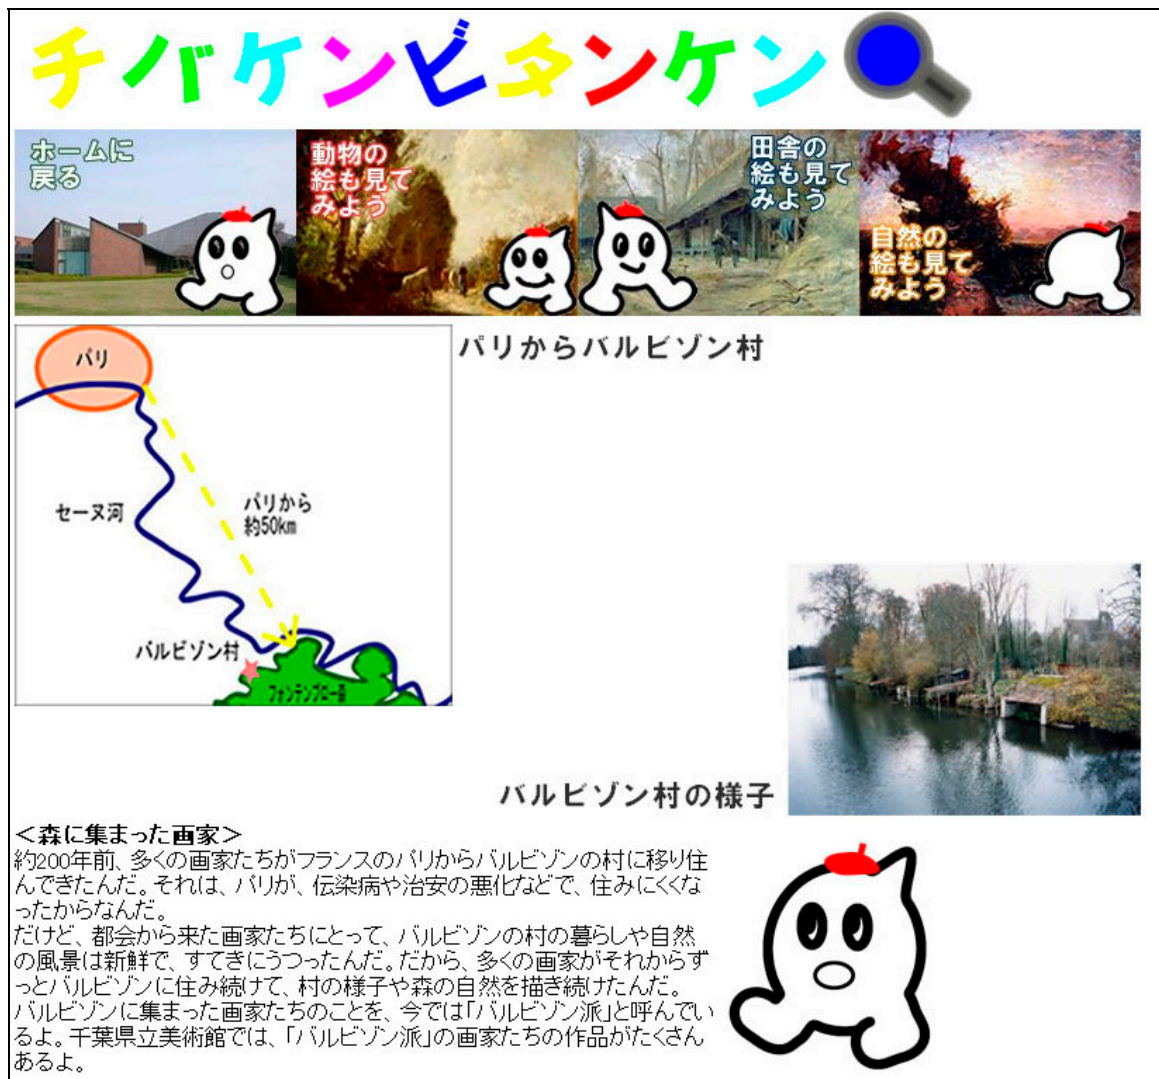 チバケンビタンケン
ホームに
戻る
動物の
絵も見て
みよう
田舎の
絵も見て
みよう
自然の
絵も見て
みよう
パリ
セーヌ河
パリから
約50km
バルビゾン村
フォンテンブロー森
パリからバルビゾン村
バルビゾン村の様子
＜森に集まった画家＞
約200年前、多くの画家たちがフランスのパリからバルビゾンの村に移り住
んできたんだ。それは、パリが、伝染病や治安の悪化などで、住みにくくな
ったからなんだ。
だけど、都会から来た画家たちにとって、バルビゾンの村の暮らしや自然
の風景は新鮮で、すてきにうつったんだ。だから、多くの画家がそれからず
っとバルビゾンに住み続けて、村の様子や森の自然を描き続けたんだ。
バルビゾンに集まった画家たちのことを、今では「バルビゾン派」と呼んでい
るよ。千葉県立美術館では、「バルビゾン派」の画家たちの作品がたくさん
あるよ。